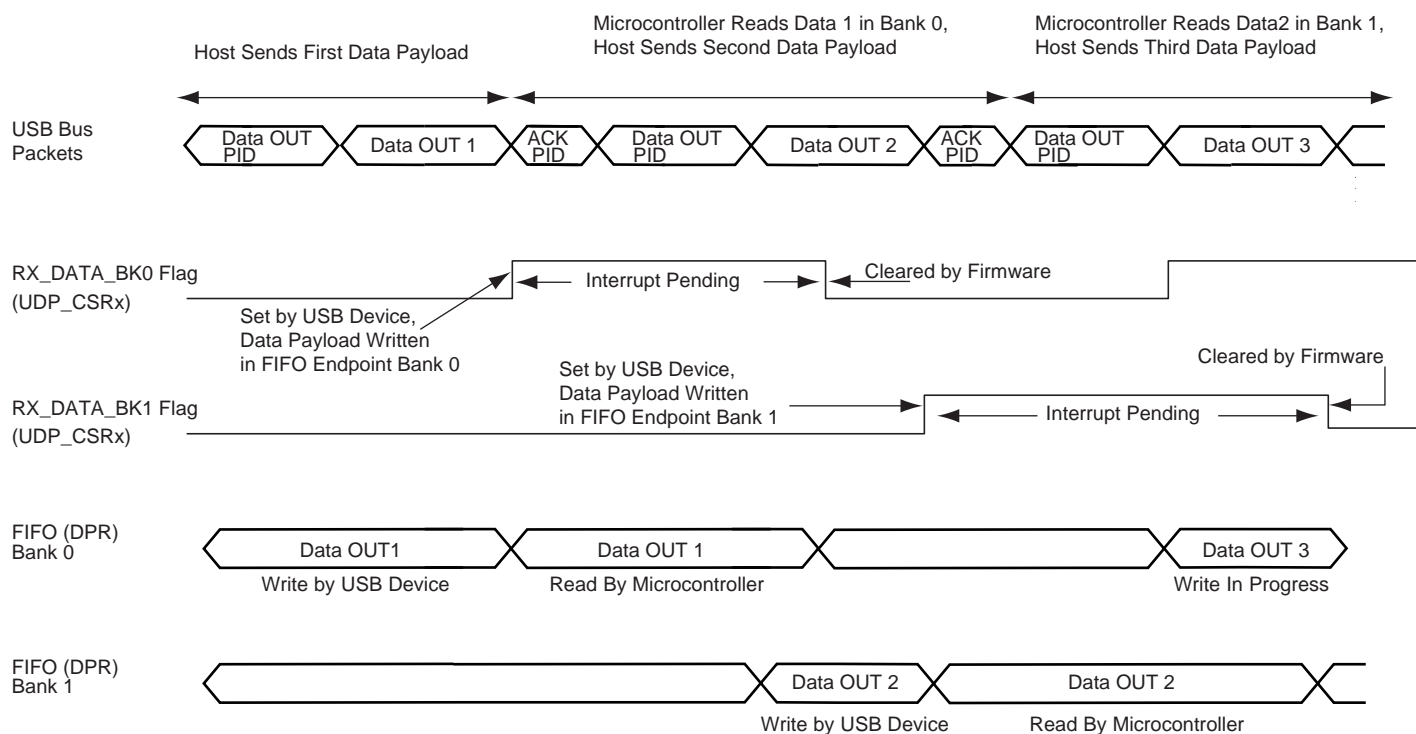 Host Sends First Data Payload
Microcontroller Reads Data 1 in Bank 0,
Host Sends Second Data Payload
Microcontroller Reads Data2 in Bank 1,
Host Sends Third Data Payload
USB Bus
Packets
Data OUT
PID
Data OUT 1
ACK
PID
Data OUT
PID
Data OUT 2
ACK
PID
Data OUT
PID
Data OUT 3
RX_DATA_BK0 Flag
(UDP_CSRx)
Interrupt Pending
Cleared by Firmware
Set by USB Device,
Data Payload Written
in FIFO Endpoint Bank 0
Cleared by Firmware
Set by USB Device,
Data Payload Written
in FIFO Endpoint Bank 1
RX_DATA_BK1 Flag
(UDP_CSRx)
Interrupt Pending
FIFO (DPR)
Bank 0
Data OUT1
Data OUT 1
Data OUT 3
Write by USB Device
Read By Microcontroller
Write In Progress
FIFO (DPR)
Bank 1
Data OUT 2
Data OUT 2
Write by USB Device
Read By Microcontroller